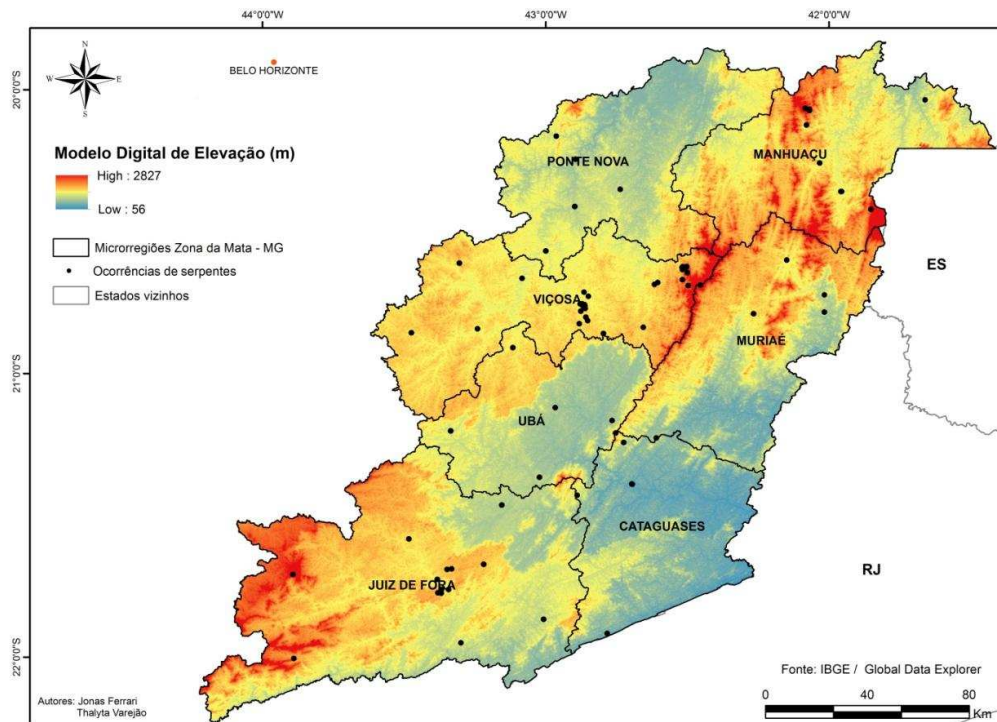 44°0'0"W
43°0'0"W
42°0'0"W
N
W
E
S
BELO HORIZONTE
20°0'0"S
Modelo Digital de Elevação (m)
High : 2827
Low : 56
Microrregiões Zona da Mata - MG
Ocorrências de serpentes
Estados vizinhos
PONTE NOVA
MANHUAÇU
ES
VIÇOSA
MURIAÉ
21°0'0"S
UBÁ
CATAGUASES
RJ
JUIZ DE FORA
22°0'0"S
Fonte: IBGE / Global Data Explorer
Autores: Jonas Ferrari
Thalyta Varejão
0 40 80
Km